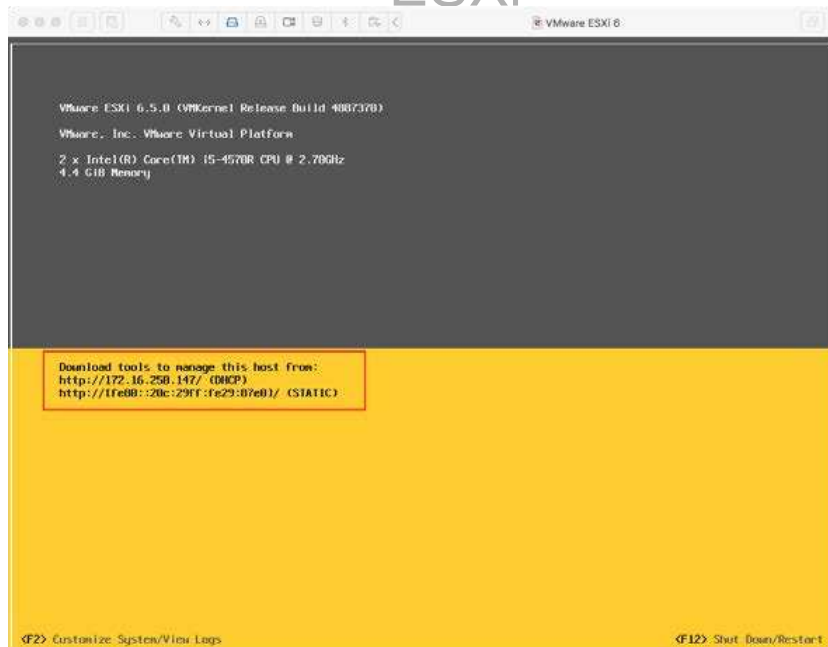 ESXi
VMware ESXi 6
VMware ESXi 6.5.0 (VMKernel Release Build 4887370)
VMware, Inc. VMware Virtual Platform
2 x Intel(R) Core(TM) i5-4570R CPU @ 2.70GHz
4.4 GiB Memory
Download tools to manage this host from:
http://172.16.250.147/ (DHCP)
http://[fe80::20c:29ff:fe29:87e0]/ (STATIC)
<F2> Customize System/View Logs
<F12> Shut Down/Restart